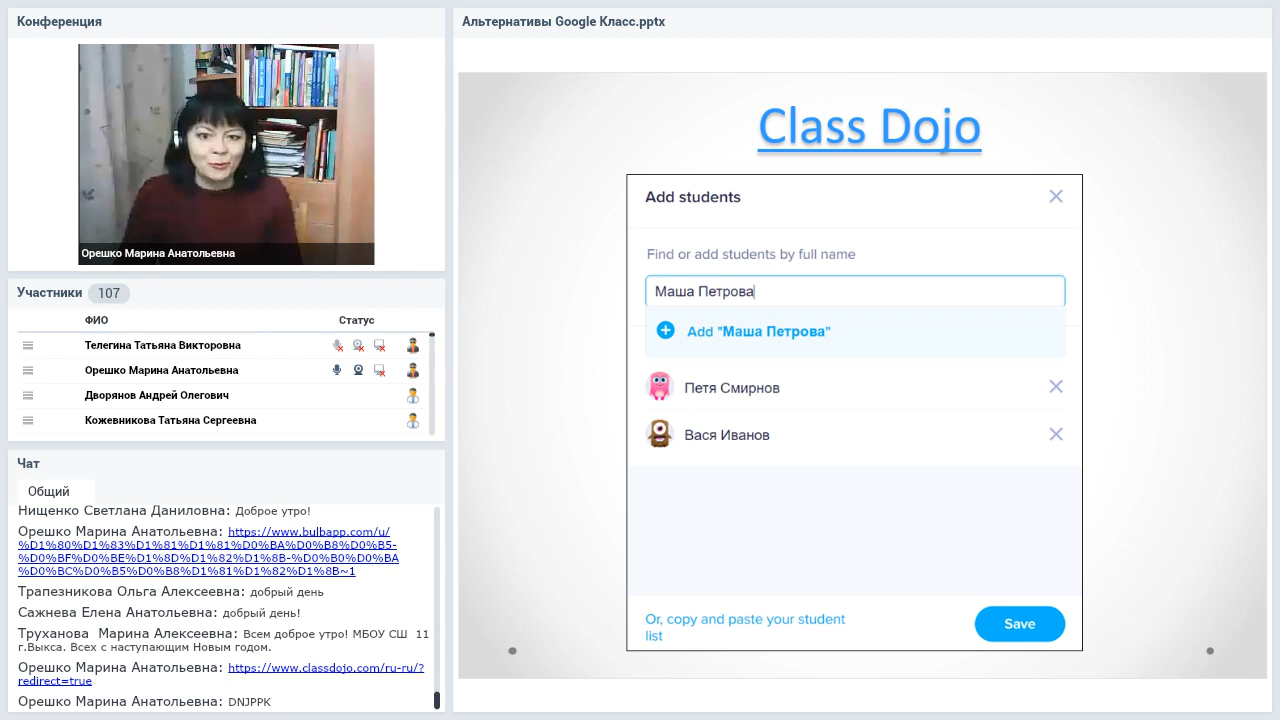 Конференция
Орешко Марина Анатольевна
Участники 107
ФИО Статус
Телегина Татьяна Викторовна
Орешко Марина Анатольевна
Дворянов Андрей Олегович
Кожевникова Татьяна Сергеевна
Чат
Общий
Нищенко Светлана Даниловна: Доброе утро!
Орешко Марина Анатольевна: https://www.bulbapp.com/u/
%D1%80%D1%83%D1%81%D1%81%D0%BA%D0%B8%D0%B5-
%D0%BF%D0%BE%D1%8D%D1%82%D1%8B-%D0%B0%D0%BA
%D0%BC%D0%B5%D0%B8%D1%81%D1%82%D1%8B~1
Трапезникова Ольга Алексеевна: добрый день
Сажнева Елена Анатольевна: добрый день!
Труханова Марина Алексеевна: Всем доброе утро! МБОУ СШ 11
г.Выкса. Всех с наступающим Новым годом.
Орешко Марина Анатольевна: https://www.classdojo.com/ru-ru/?
redirect=true
Орешко Марина Анатольевна: DNJPPK
Альтернативы Google Класс.pptx
Class Dojo
Add students
Find or add students by full name
Маша Петрова
Add "Маша Петрова"
Петя Смирнов
Вася Иванов
Or, copy and paste your student
list
Save